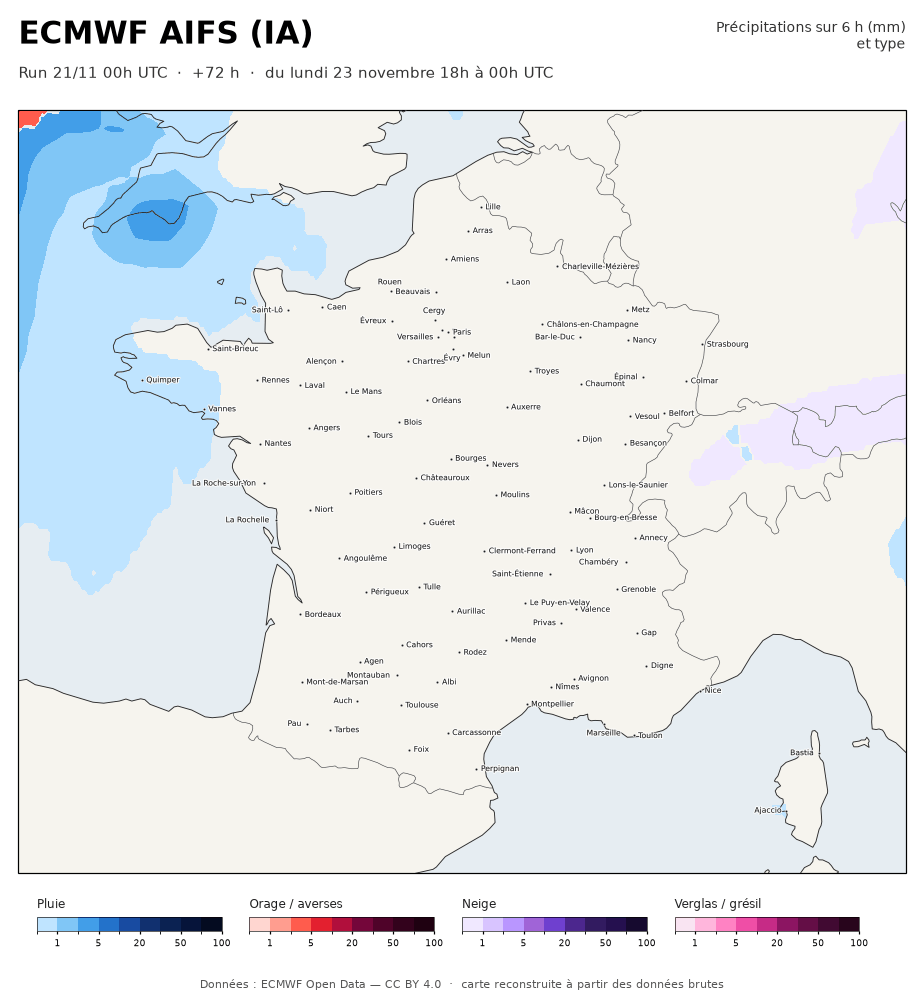 ECMWF AIFS (IA)
Précipitations sur 6 h (mm)
et type
Run 21/11 00h UTC · +72 h · du lundi 23 novembre 18h à 00h UTC
Lille
Arras
Amiens
Charleville-Mézières
Rouen
Laon
Beauvais
Saint-Lô
Caen
Cergy
Metz
Évreux
Châlons-en-Champagne
Versailles
Paris
Bar-le-Duc
Nancy
Strasbourg
Saint-Brieuc
Alençon
Chartres
Évry
Melun
Quimper
Rennes
Laval
Le Mans
Troyes
Épinal
Chaumont
Colmar
Vannes
Orléans
Auxerre
Vesoul
Belfort
Angers
Blois
Tours
Nantes
Dijon
Besançon
Bourges
Nevers
La Roche-sur-Yon
Châteauroux
Lons-le-Saunier
Poitiers
Moulins
Niort
Mâcon
Bourg-en-Bresse
La Rochelle
Guéret
Annecy
Limoges
Angoulême
Clermont-Ferrand
Lyon
Chambéry
Saint-Étienne
Périgueux
Tulle
Grenoble
Bordeaux
Aurillac
Le Puy-en-Velay
Valence
Privas
Gap
Cahors
Mende
Rodez
Agen
Digne
Montauban
Mont-de-Marsan
Albi
Avignon
Nîmes
Nice
Auch
Toulouse
Montpellier
Pau
Tarbes
Carcassonne
Marseille
Toulon
Foix
Bastia
Perpignan
Ajaccio
Pluie
Orage / averses
Neige
Verglas / grésil
1 5 20 50 100
1 5 20 50 100
1 5 20 50 100
1 5 20 50 100
Données : ECMWF Open Data — CC BY 4.0 · carte reconstruite à partir des données brutes